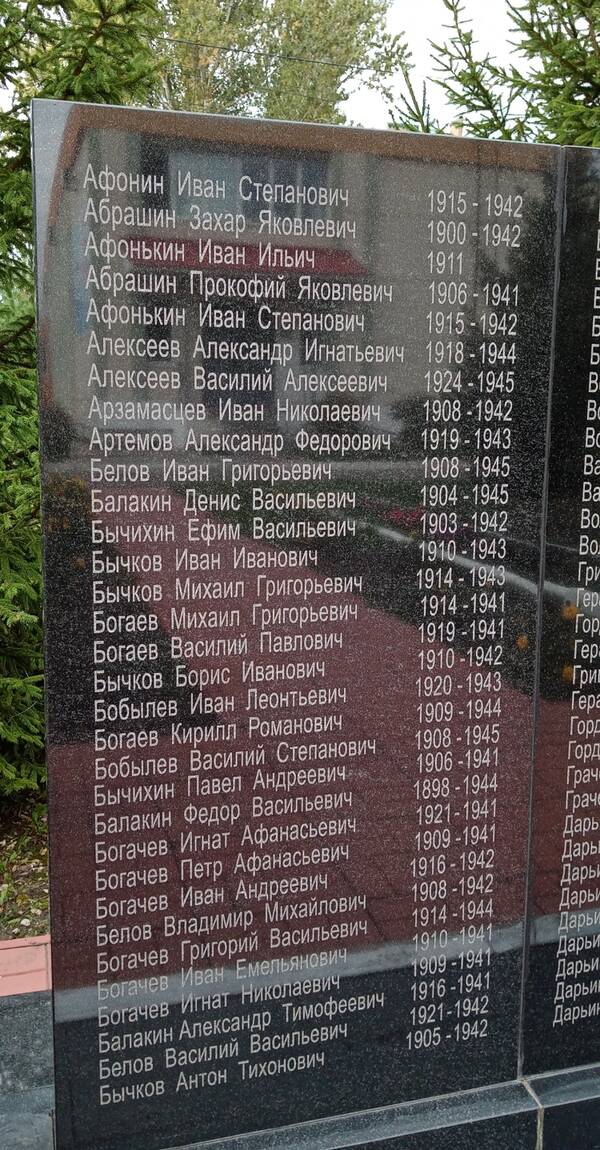 Афонин Иван Степанович 1915 - 1942
Абрашин Захар Яковлевич 1900 - 1942
Афонькин Иван Ильич 1911
Абрашин Прокофий Яковлевич 1906 - 1941
Афонькин Иван Степанович 1915 - 1942
Алексеев Александр Игнатьевич 1918 - 1944
Алексеев Василий Алексеевич 1924 - 1945
Арзамасцев Иван Николаевич 1908 - 1942
Артемов Александр Федорович 1919 - 1943
Белов Иван Григорьевич 1908 - 1945
Балакин Денис Васильевич 1904 - 1945
Бычихин Ефим Васильевич 1903 - 1942
Бычков Иван Иванович 1910 - 1943
Бычков Михаил Григорьевич 1914 - 1943
Богаев Михаил Григорьевич 1914 - 1941
Богаев Василий Павлович 1919 - 1941
Бычков Борис Иванович 1910 - 1942
Бобылев Иван Леонтьевич 1920 - 1943
Богаев Кирилл Романович 1909 - 1944
Бобылев Василий Степанович 1908 - 1945
Бычихин Павел Андреевич 1906 - 1941
Балакин Федор Васильевич 1898 - 1944
Богачев Игнат Афанасьевич 1921 - 1941
Богачев Петр Афанасьевич 1909 - 1941
Богачев Иван Андреевич 1916 - 1942
Белов Владимир Михайлович 1908 - 1942
Богачев Григорий Васильевич 1914 - 1944
Богачев Иван Емельянович 1910 - 1941
Богачев Игнат Николаевич 1909 - 1941
Балакин Александр Тимофеевич 1916 - 1941
Белов Василий Васильевич 1921 - 1942
Бычков Антон Тихонович 1905 - 1942